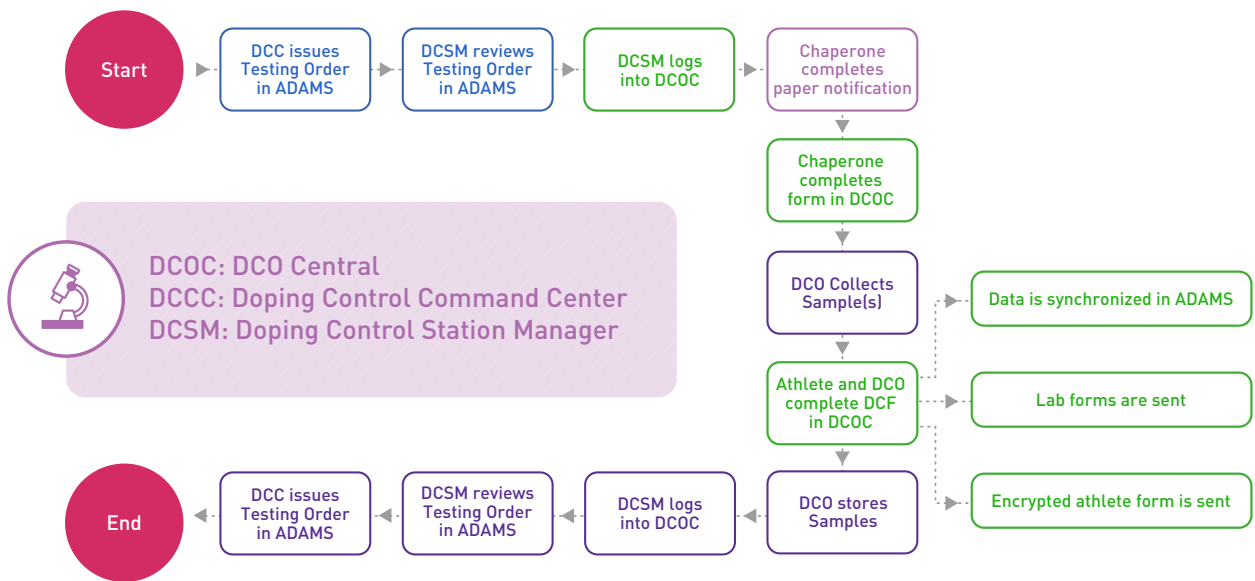 Start
DCC issues
Testing Order
in ADAMS
DCSM reviews
Testing Order
in ADAMS
DCSM logs
into DCOC
Chaperone
completes
paper notification
Chaperone
completes
form in DCOC
DCOC: DCO Central
DCCC: Doping Control Command Center
DCSM: Doping Control Station Manager
DCO Collects
Sample(s)
Athlete and DCO
complete DCF
in DCOC
Data is synchronized in ADAMS
Lab forms are sent
Encrypted athlete form is sent
DCO stores
Samples
DCSM logs
into DCOC
DCSM reviews
Testing Order
in ADAMS
DCC issues
Testing Order
in ADAMS
End